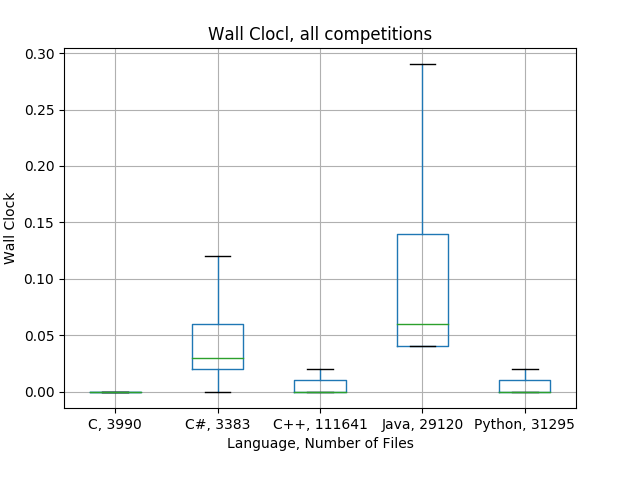 Wall Clocl, all competitions
0.30
0.25
0.20
0.15
0.10
0.05
0.00
Wall Clock
C, 3990 C#, 3383 C++, 111641 Java, 29120 Python, 31295
Language, Number of Files